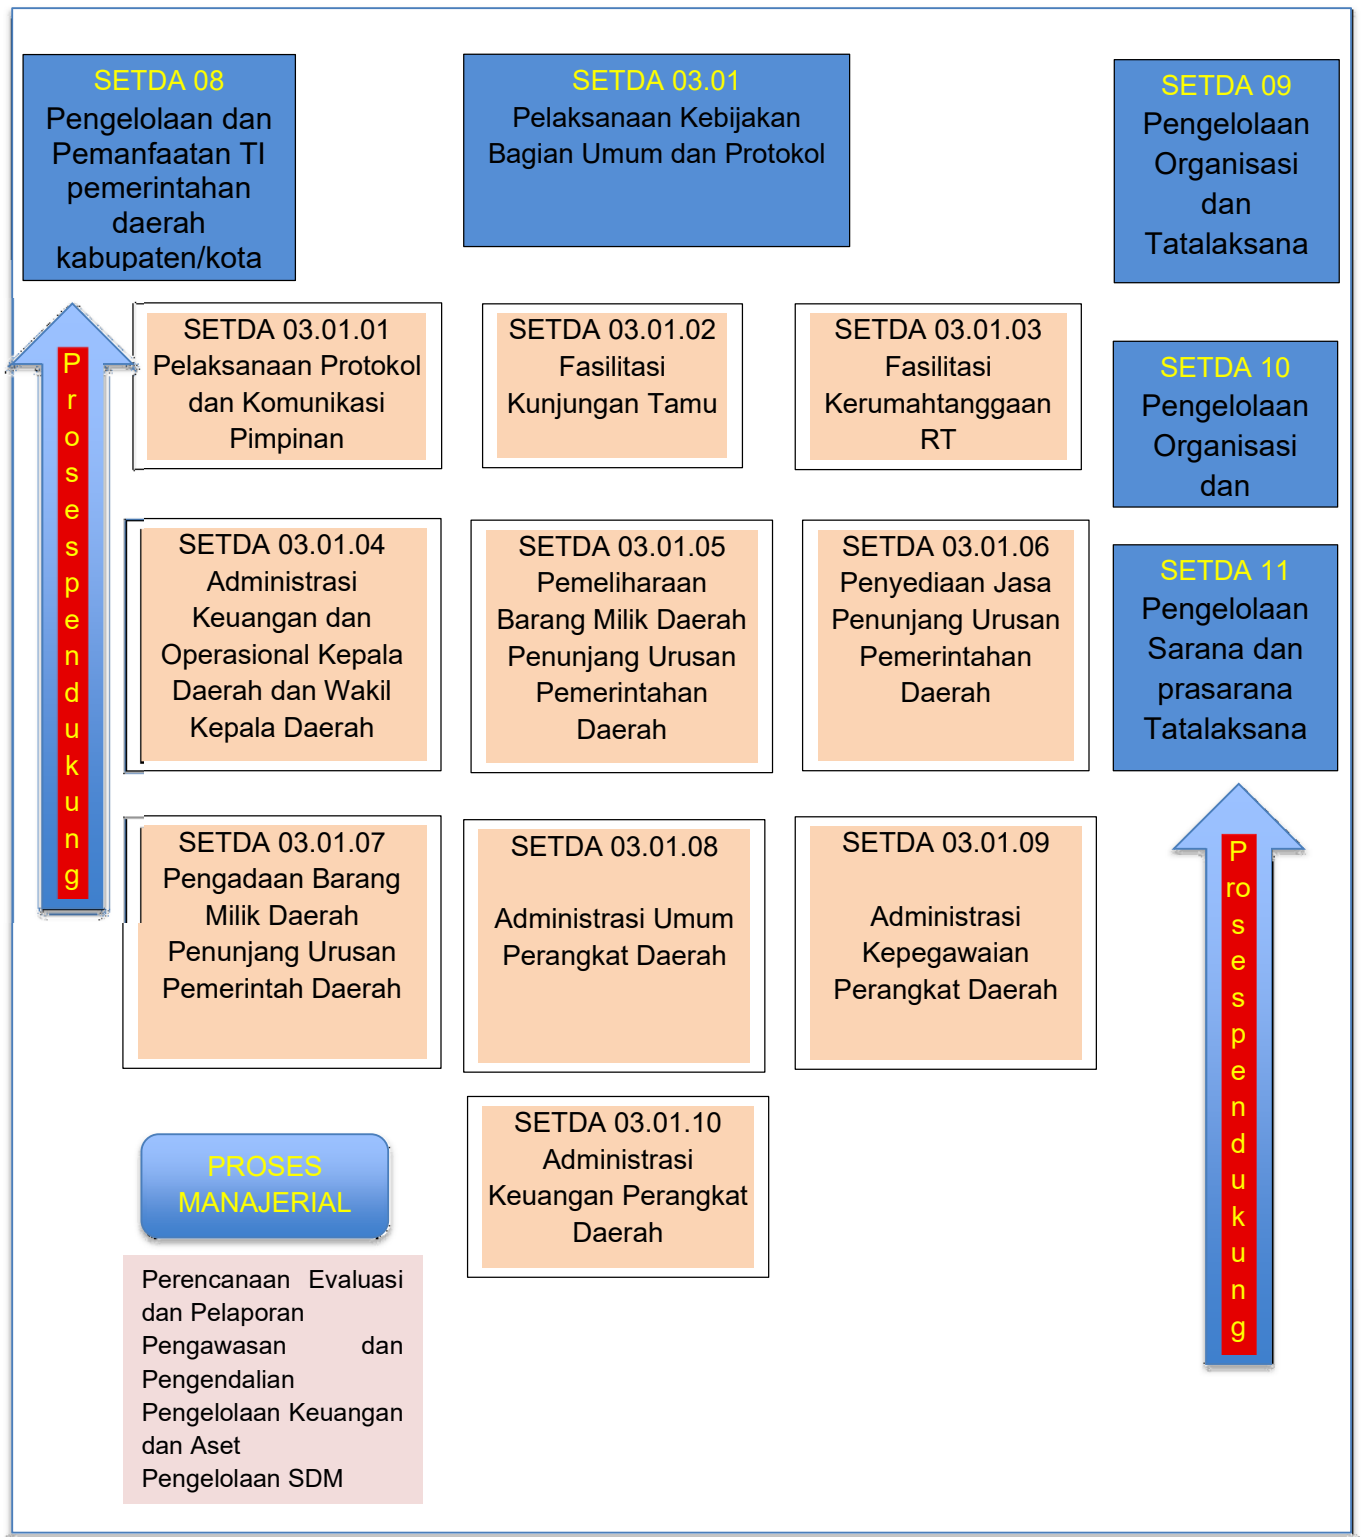 SETDA 08
Pengelolaan dan
Pemanfaatan TI
pemerintahan
daerah
kabupaten/kota
SETDA 03.01
Pelaksanaan Kebijakan
Bagian Umum dan Protokol
SETDA 09
Pengelolaan
Organisasi
dan
Tatalaksana
SETDA 03.01.01
Pelaksanaan Protokol
dan Komunikasi
Pimpinan
SETDA 03.01.02
Fasilitasi
Kunjungan Tamu
SETDA 03.01.03
Fasilitasi
Kerumahtanggaan
RT
SETDA 10
Pengelolaan
Organisasi
dan
P
r
o
s
e
s
p
e
n
d
u
k
u
n
g
SETDA 03.01.04
Administrasi
Keuangan dan
Operasional Kepala
Daerah dan Wakil
Kepala Daerah
SETDA 03.01.05
Pemeliharaan
Barang Milik Daerah
Penunjang Urusan
Pemerintahan
Daerah
SETDA 03.01.06
Penyediaan Jasa
Penunjang Urusan
Pemerintahan
Daerah
SETDA 11
Pengelolaan
Sarana dan
prasarana
Tatalaksana
SETDA 03.01.07
Pengadaan Barang
Milik Daerah
Penunjang Urusan
Pemerintah Daerah
SETDA 03.01.08
Administrasi Umum
Perangkat Daerah
SETDA 03.01.09
Administrasi
Kepegawaian
Perangkat Daerah
P
ro
s
e
s
p
e
n
d
u
k
u
n
g
SETDA 03.01.10
Administrasi
Keuangan Perangkat
Daerah
PROSES
MANAJERIAL
Perencanaan Evaluasi
dan Pelaporan
Pengawasan dan
Pengendalian
Pengelolaan Keuangan
dan Aset
Pengelolaan SDM